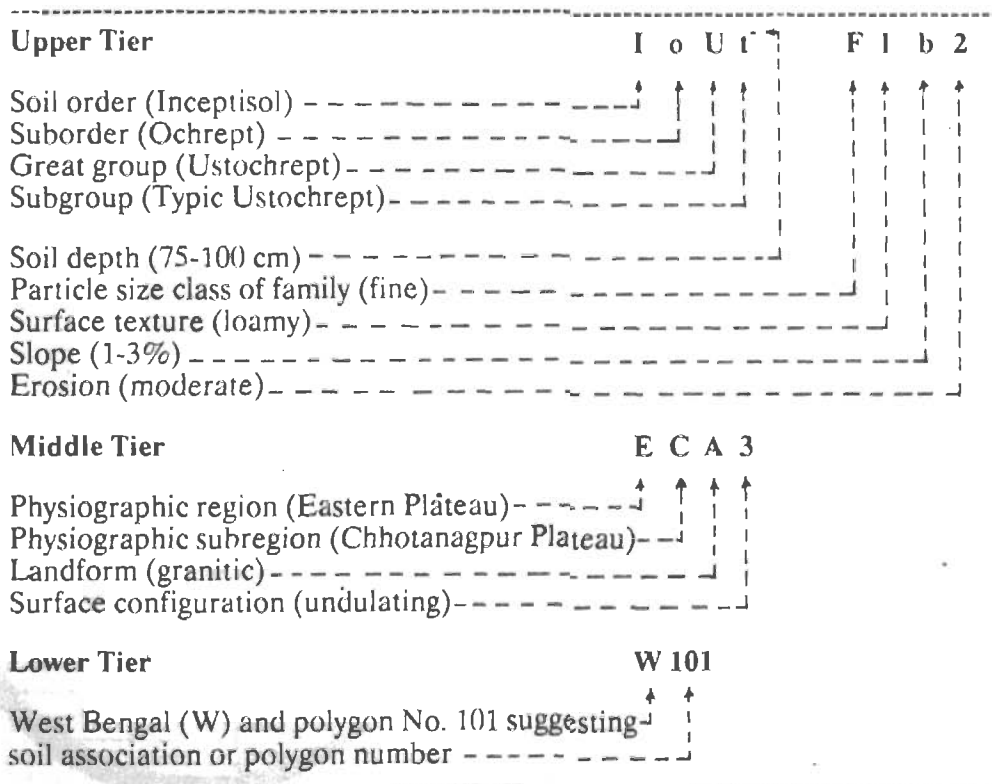 Upper Tier I o U t F l b 2
Soil order (Inceptisol)
Suborder (Ochrept)
Great group (Ustochrept)
Subgroup (Typic Ustochrept)
Soil depth (75-100 cm)
Particle size class of family (fine)
Surface texture (loamy)
Slope (1-3%)
Erosion (moderate)
Middle Tier E C A 3
Physiographic region (Eastern Plateau)
Physiographic subregion (Chhotanagpur Plateau)
Landform (granitic)
Surface configuration (undulating)
Lower Tier W 101
West Bengal (W) and polygon No. 101 suggesting
soil association or polygon number